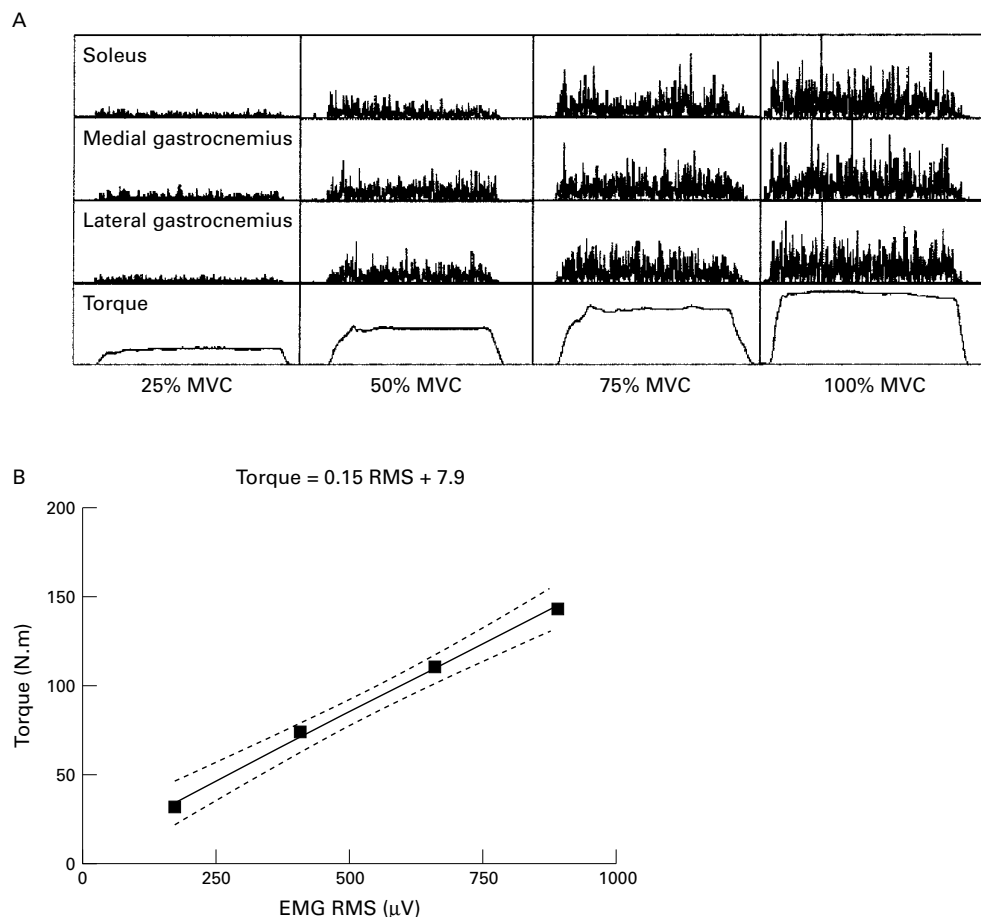 A
Soleus
Medial gastrocnemius
Lateral gastrocnemius
Torque
25% MVC 50% MVC 75% MVC 100% MVC
B
Torque = 0.15 RMS + 7.9
200
150
100
50
0
Torque (N.m)
0 250 500 750 1000
EMG RMS (μV)